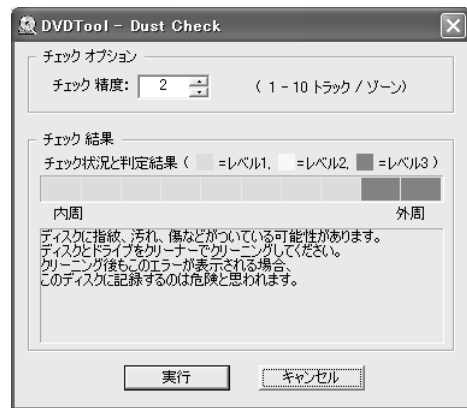 DVDTool - Dust Check
チェック オプション
チェック 精度: 2 ( 1 - 10 トラック / ゾーン)
チェック 結果
チェック状況と判定結果 ( =レベル1, =レベル2, =レベル3 )
内周 外周
ディスクに指紋、汚れ、傷などがついている可能性があります。
ディスクとドライブをクリーナーでクリーニングしてください。
クリーニング後もこのエラーが表示される場合、
このディスクに記録するのは危険と思われます。
実行 キャンセル